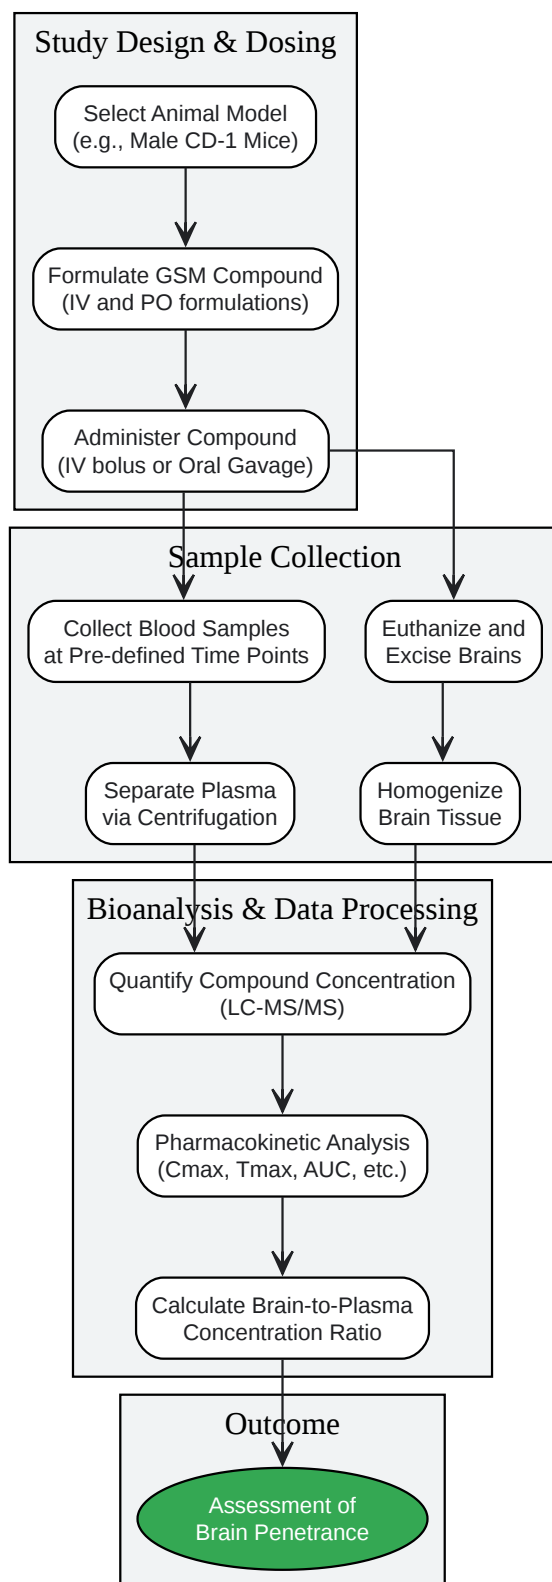 Study Design & Dosing
Select Animal Model
(e.g., Male CD-1 Mice)
Formulate GSM Compound
(IV and PO formulations)
Administer Compound
(IV bolus or Oral Gavage)
Sample Collection
Collect Blood Samples
at Pre-defined Time Points
Euthanize and
Excise Brains
Separate Plasma
via Centrifugation
Homogenize
Brain Tissue
Bioanalysis & Data Processing
Quantify Compound Concentration
(LC-MS/MS)
Pharmacokinetic Analysis
(Cmax, Tmax, AUC, etc.)
Calculate Brain-to-Plasma
Concentration Ratio
Outcome
Assessment of
Brain Penetrance